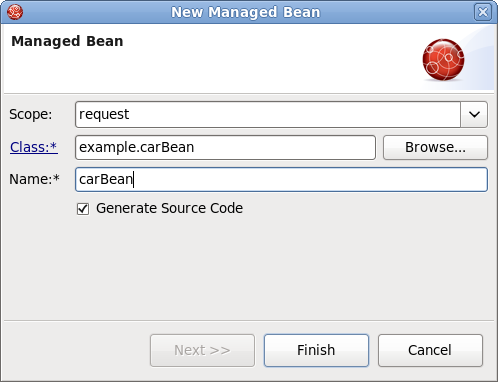 New Managed Bean
Managed Bean
Scope: request
Class:* example.carBean Browse...
Name:* carBean
Generate Source Code
Next >> Finish Cancel